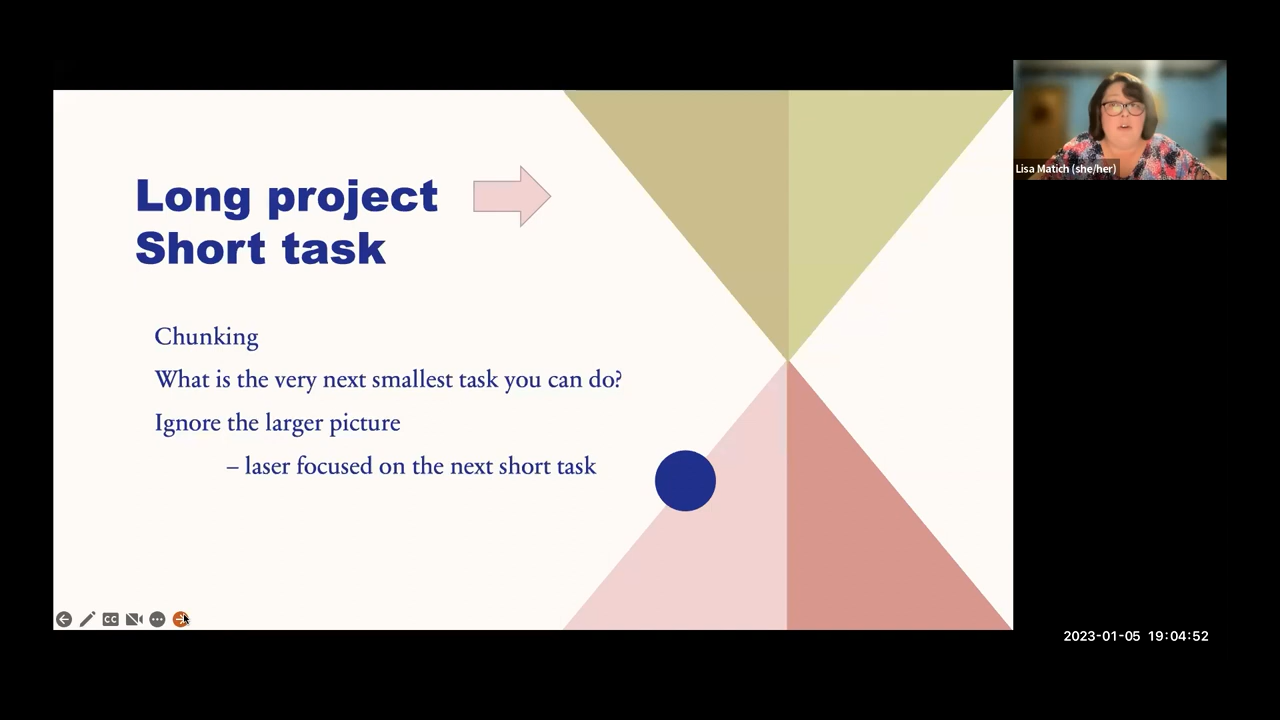 Long project
Short task
Chunking
What is the very next smallest task you can do?
Ignore the larger picture
– laser focused on the next short task
CC
Lisa Matich (she/her)
2023-01-05 19:04:52